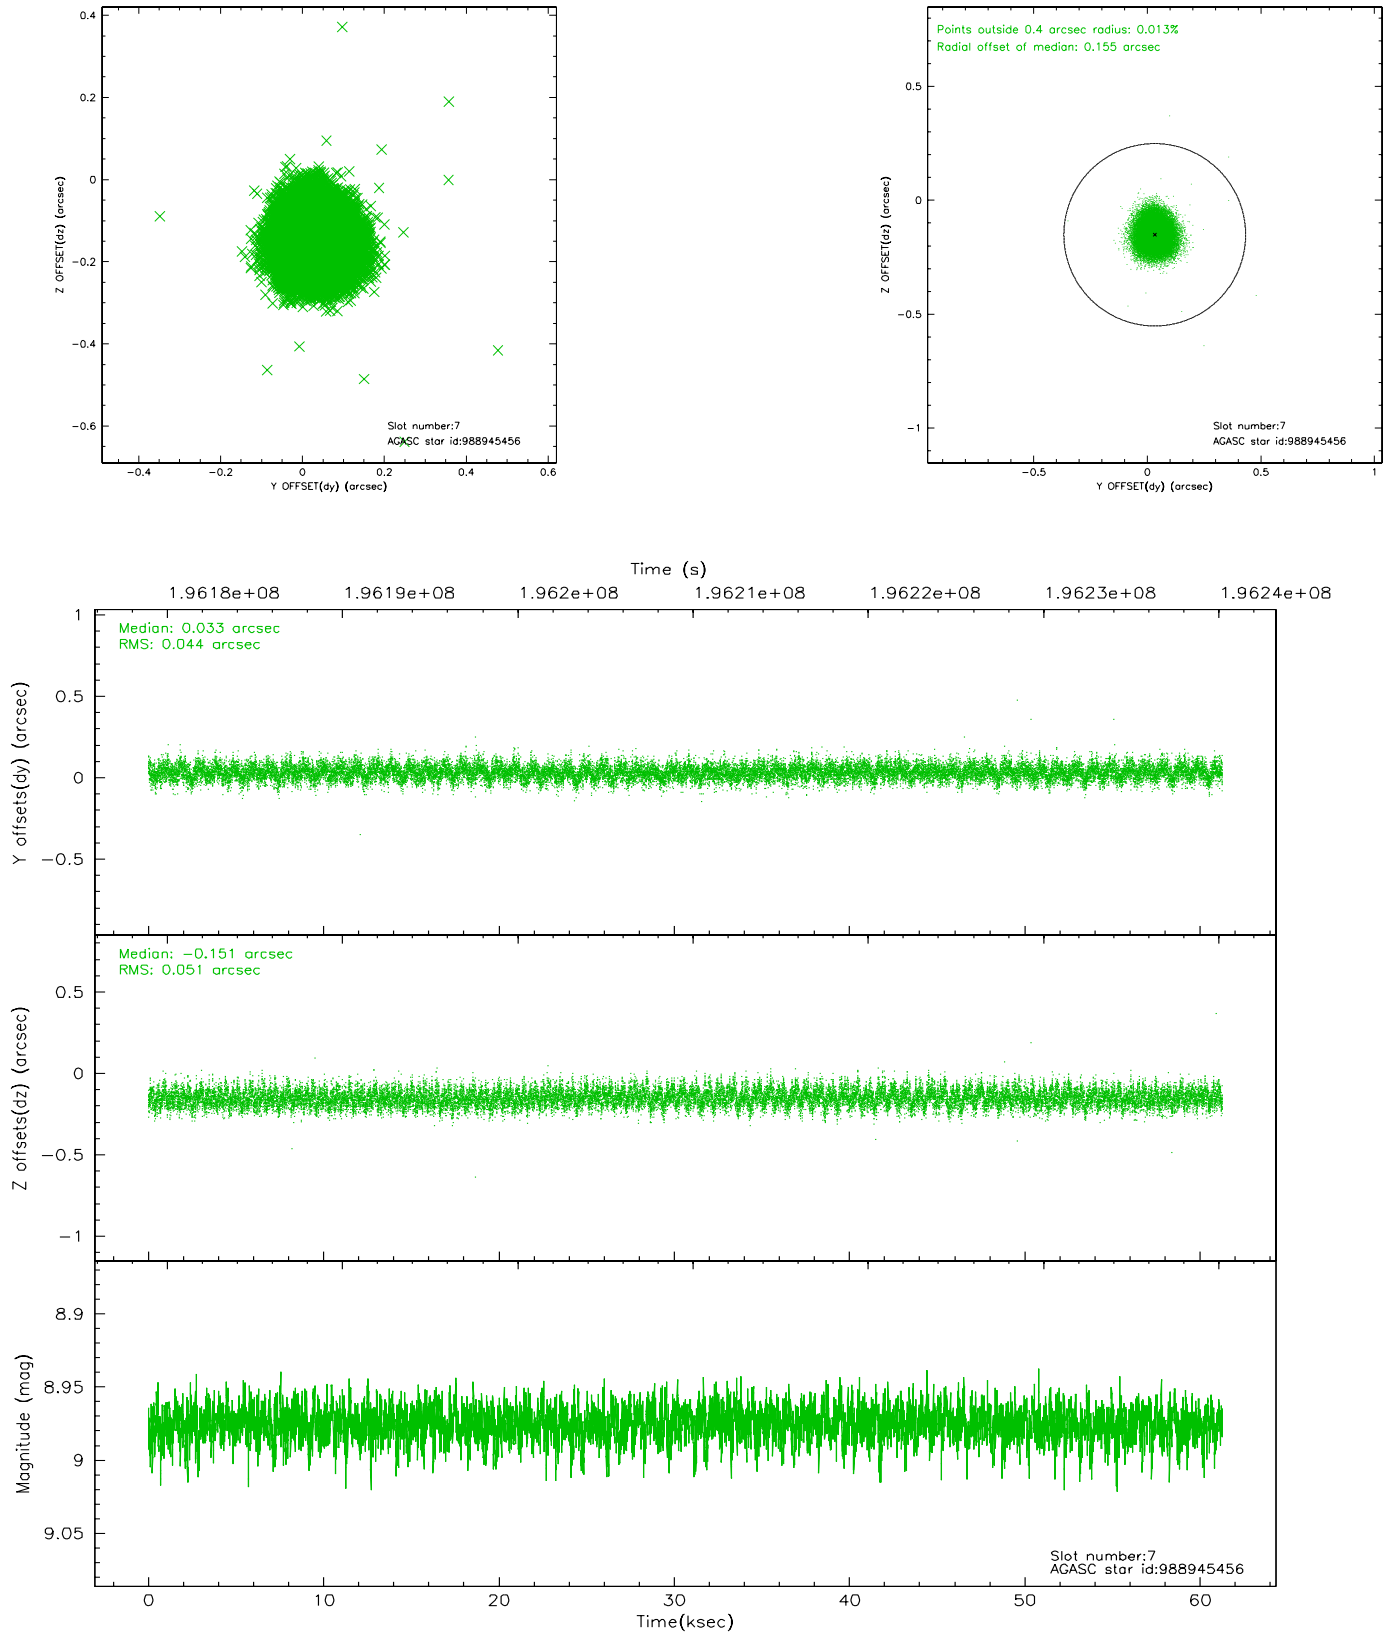 0.4
0.2
0
−0.2
−0.4
−0.6
Z OFFSET(dz) (arcsec)
−0.4
−0.2
0
0.2
0.4
0.6
Y OFFSET(dy) (arcsec)
Slot number:7
AGASC star id:988945456
Points outside 0.4 arcsec radius: 0.013%
Radial offset of median: 0.155 arcsec
0.5
0
−0.5
−1
Z OFFSET(dz) (arcsec)
−0.5
0
0.5
1
Y OFFSET(dy) (arcsec)
Slot number:7
AGASC star id:988945456
Time (s)
1.9618e+08
1.9619e+08
1.962e+08
1.9621e+08
1.9622e+08
1.9623e+08
1.9624e+08
Median: 0.033 arcsec
RMS: 0.044 arcsec
1
0.5
0
−0.5
Y offsets(dy) (arcsec)
Median: −0.151 arcsec
RMS: 0.051 arcsec
0.5
0
−0.5
−1
Z offsets(dz) (arcsec)
8.9
8.95
9
9.05
Magnitude (mag)
Slot number:7
AGASC star id:988945456
0
10
20
30
40
50
60
Time(ksec)